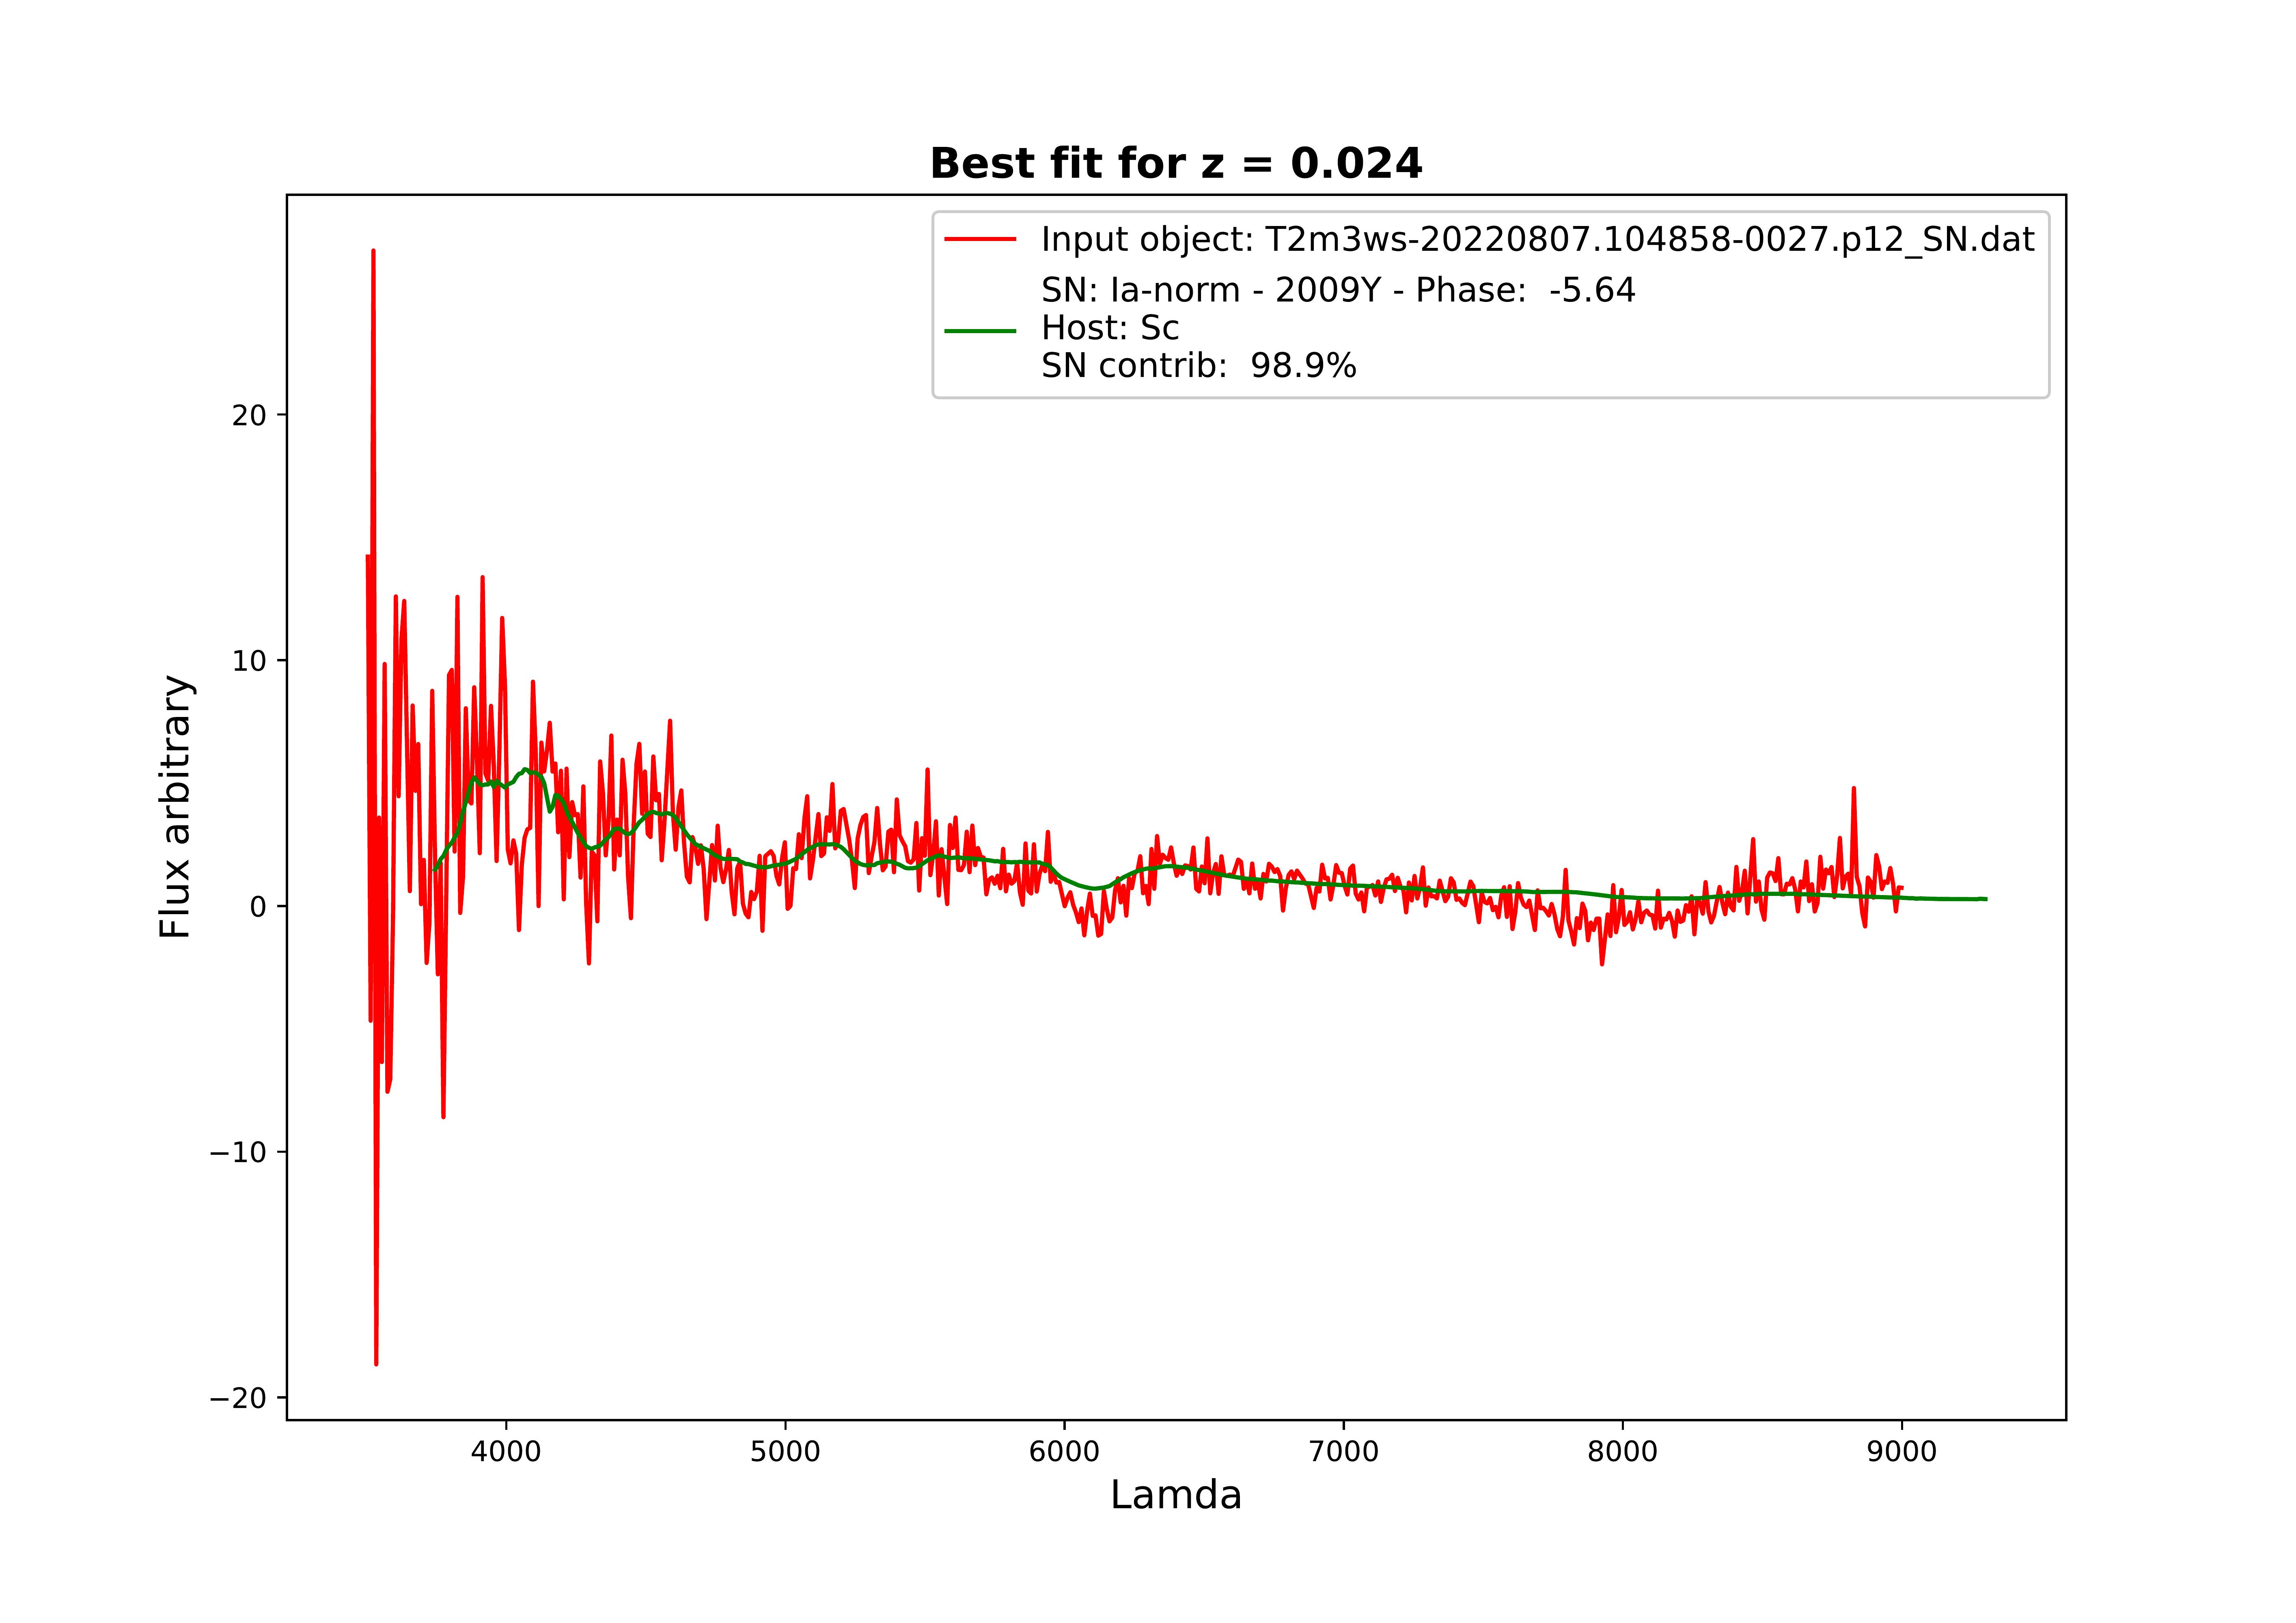 Best fit for z = 0.024
Input object: T2m3ws-20220807.104858-0027.p12_SN.dat
SN: Ia-norm - 2009Y - Phase:  -5.64
Host: Sc
SN contrib:  98.9%
Flux arbitrary
20
10
0
−10
−20
4000 5000 6000 7000 8000 9000
Lamda